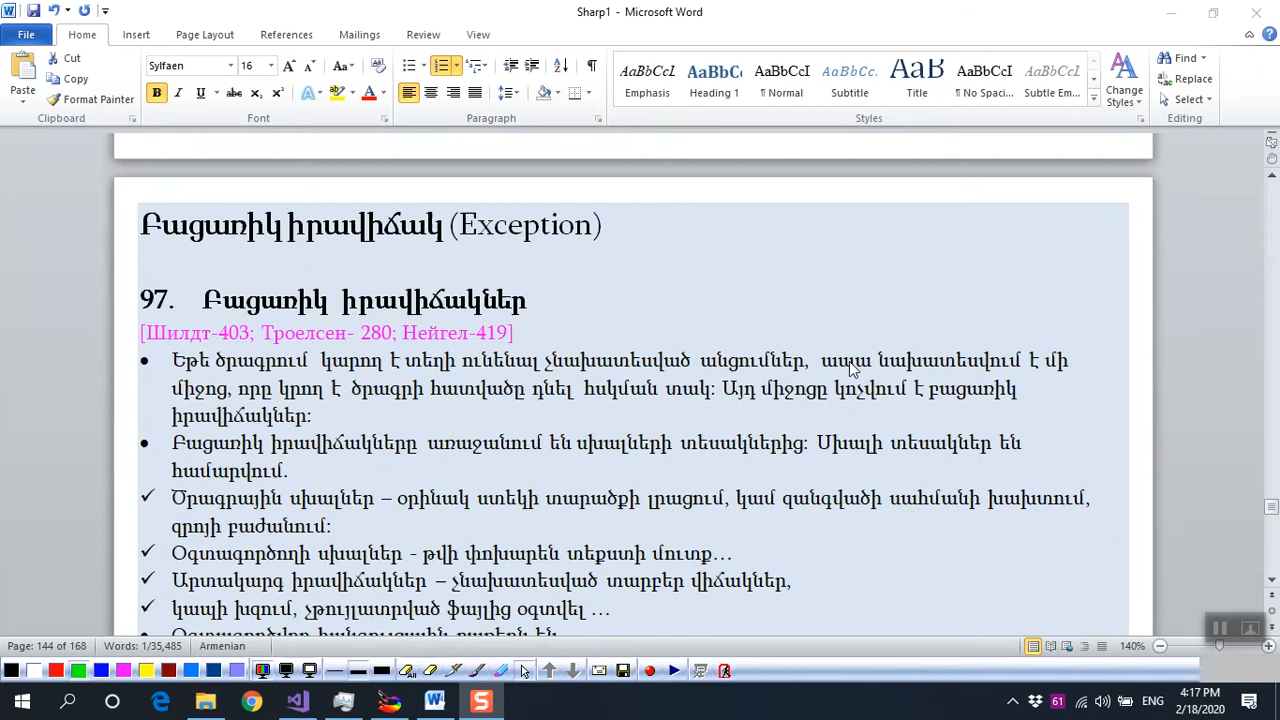 Sharp1 - Microsoft Word
File Home Insert Page Layout References Mailings Review View
Cut
Copy
Format Painter
Paste
Clipboard
Sylfaen 16
Font
Paragraph
AaBbCcI AaBbC AaBbCcI AaBbCc. AaB AaBbCcI AaBbCcI
Emphasis Heading 1 ¶ Normal Subtitle Title ¶ No Spaci... Subtle Em...
Change Styles
Styles
Find
Replace
Select
Editing
Բացառիկ իրավիճակ (Exception)
97. Բացառիկ իրավիճակներ
[Шилдт-403; Троелсен- 280; Нейгел-419]
• Եթե ծրագրում կարող է տեղի ունենալ չնախատեսված անցումներ, ապա նախատեսվում է մի
միջոց, որը կրող է ծրագրի հատվածը դնել հսկման տակ: Այդ միջոցը կոչվում է բացառիկ
իրավիճակներ:
• Բացառիկ իրավիճակները առաջանում են սխալների տեսակներից: Սխալի տեսակներ են
համարվում.
✓ Ծրագրային սխալներ – օրինակ ստեկի տարածքի լրացում, կամ զանգվածի սահմանի խախտում,
զրոյի բաժանում:
✓ Օգտագործողի սխալներ - թվի փոխարեն տեքստի մուտք…
✓ Արտակարգ իրավիճակներ – չնախատեսված տարբեր վիճակներ,
✓ կապի խզում, չթույլատրված ֆայլից օգտվել …
Page: 144 of 168 Words: 1/35,485 Armenian 140%
61 ENG 4:17 PM
2/18/2020